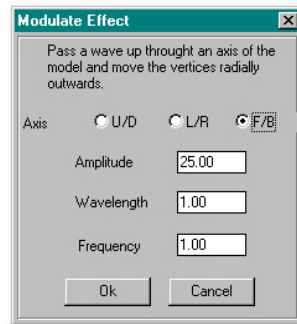 Modulate Effect
Pass a wave up throught an axis of the
model and move the vertices radially
outwards.
Axis U/D L/R F/B
Amplitude 25.00
Wavelength 1.00
Frequency 1.00
Ok Cancel